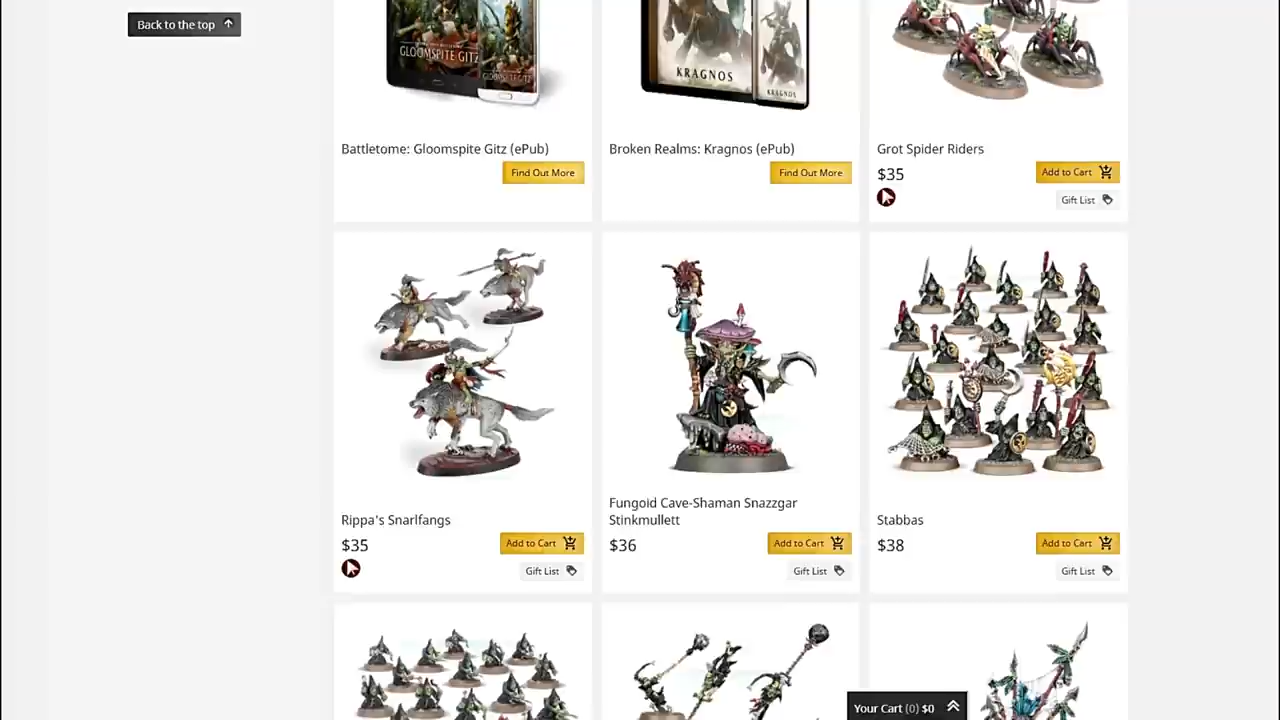 Back to the top
GLOOMSPITE GITZ
GLOOMSPITE GITZ
KRAGNOS
KRAGNOS
Battletome: Gloomspite Gitz (ePub)
Find Out More
Broken Realms: Kragnos (ePub)
Find Out More
Grot Spider Riders
$35
Add to Cart
Gift List
Rippa's Snarlfangs
$35
Add to Cart
Gift List
Fungoid Cave-Shaman Snazzgar
Stinkmullett
$36
Add to Cart
Gift List
Stabbas
$38
Add to Cart
Gift List
Your Cart (0) $0